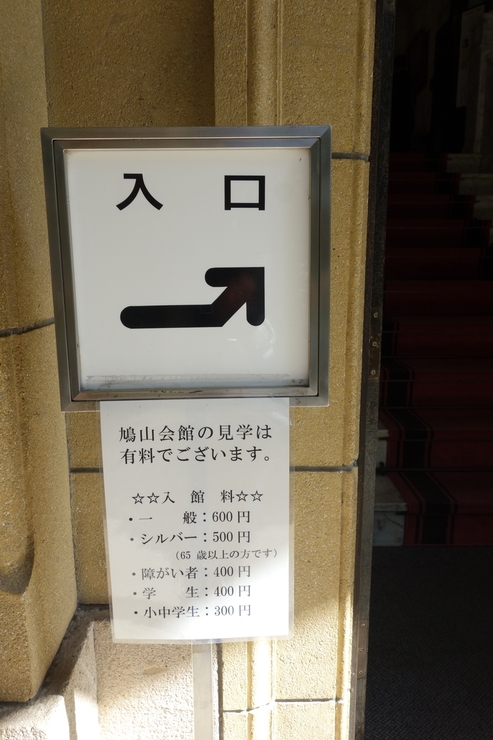 入 口
鳩山会館の見学は
有料でございます。
☆☆入 館 料☆☆
・一 般：600円
・シルバー：500円
（65 歳以上の方です）
・障がい者：400円
・学 生：400円
・小中学生：300円